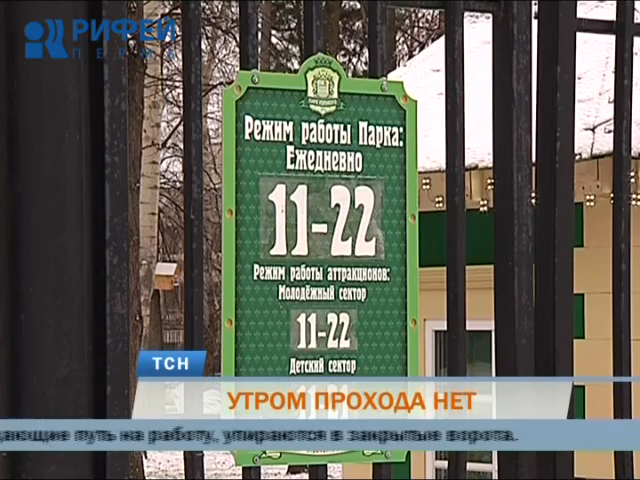 РИФЕЙ
ПЕРМЬ
Режим работы Парка:
Ежедневно
11-22
Режим работы аттракционов:
Молодёжный сектор
11-22
Детский сектор
ТСН
УТРОМ ПРОХОДА НЕТ
путь на работу, упираются в закрытые ворота.